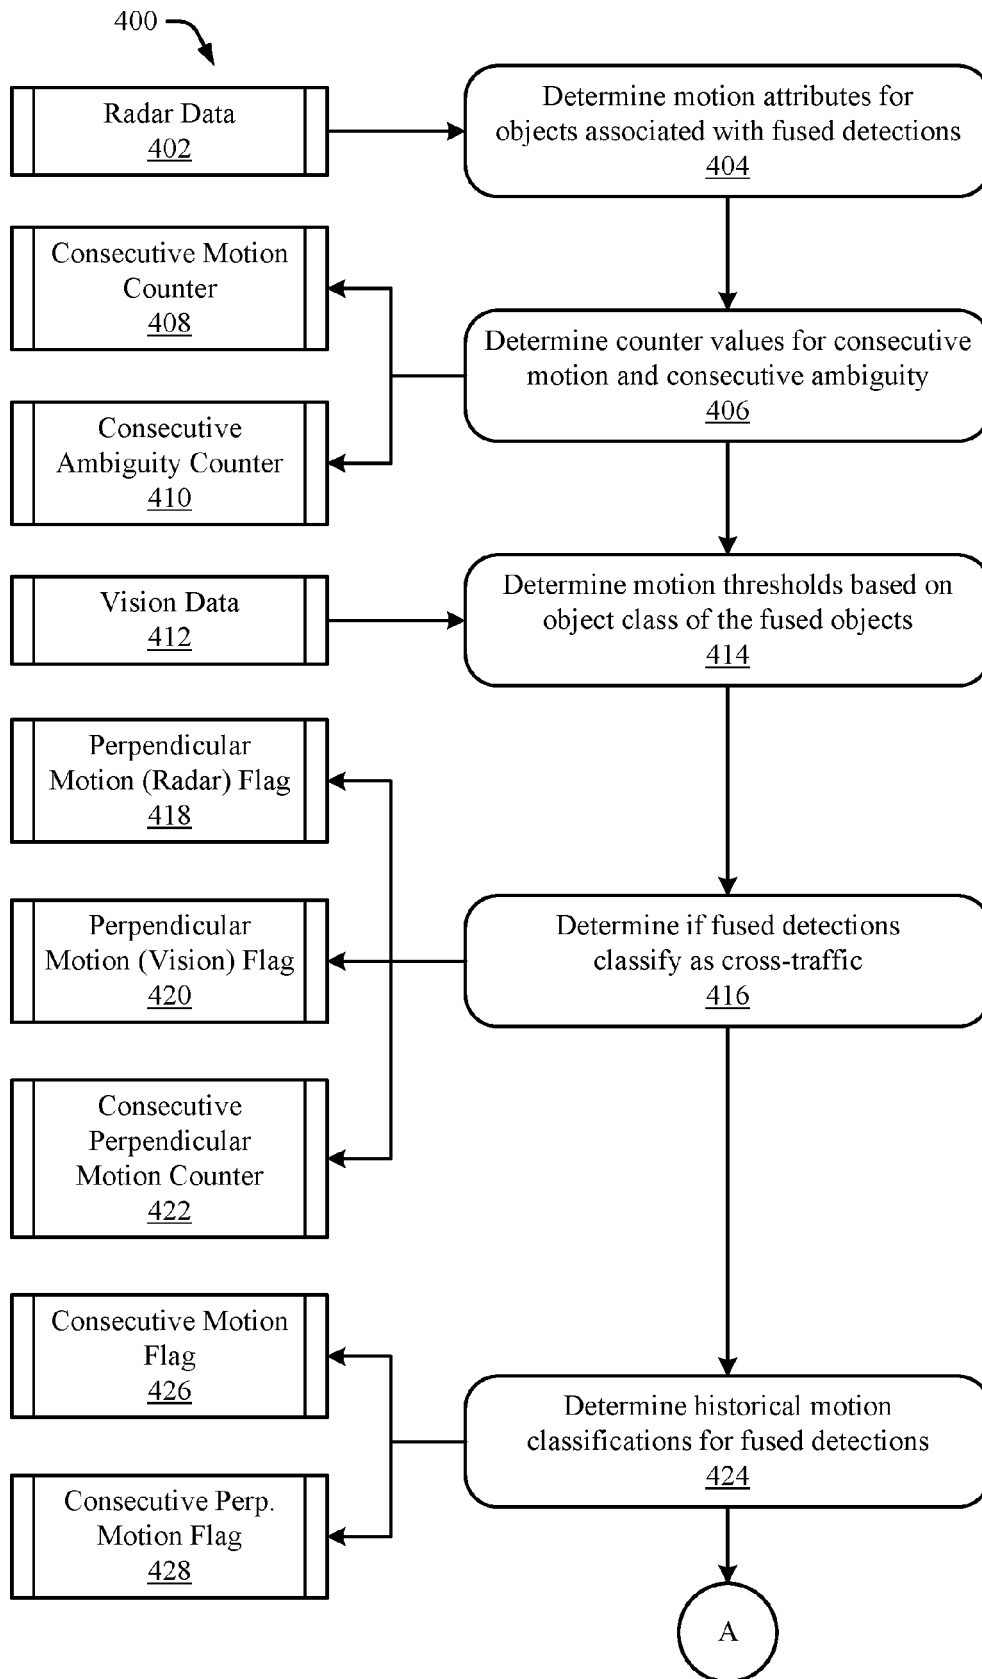 400
Radar Data
402
Determine motion attributes for
objects associated with fused detections
404
Consecutive Motion
Counter
408
Determine counter values for consecutive
motion and consecutive ambiguity
406
Consecutive
Ambiguity Counter
410
Vision Data
412
Determine motion thresholds based on
object class of the fused objects
414
Perpendicular
Motion (Radar) Flag
418
Perpendicular
Motion (Vision) Flag
420
Determine if fused detections
classify as cross-traffic
416
Consecutive
Perpendicular
Motion Counter
422
Consecutive Motion
Flag
426
Determine historical motion
classifications for fused detections
424
Consecutive Perp.
Motion Flag
428
A